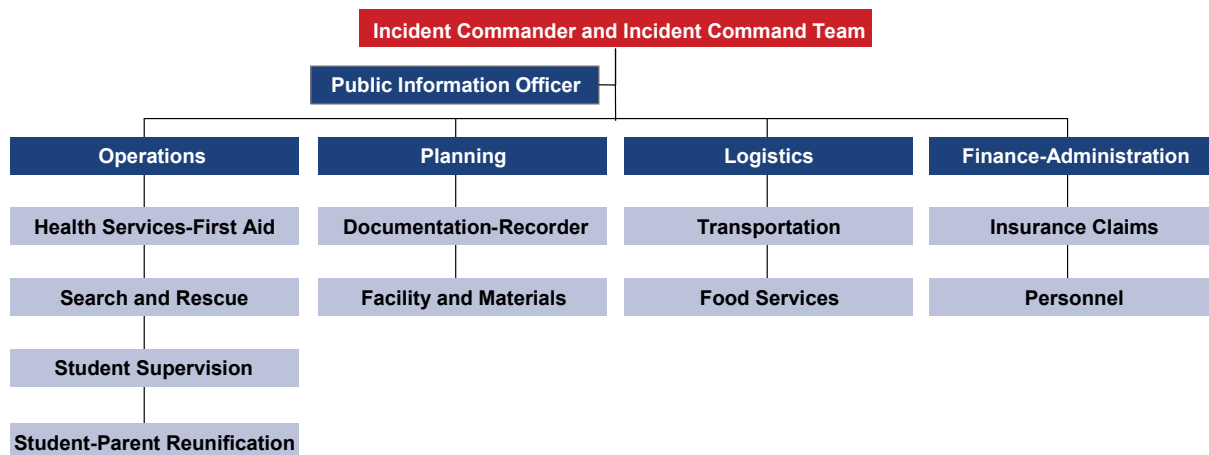 Incident Commander and Incident Command Team
Public Information Officer
Operations
Planning
Logistics
Finance-Administration
Health Services-First Aid
Documentation-Recorder
Transportation
Insurance Claims
Search and Rescue
Facility and Materials
Food Services
Personnel
Student Supervision
Student-Parent Reunification